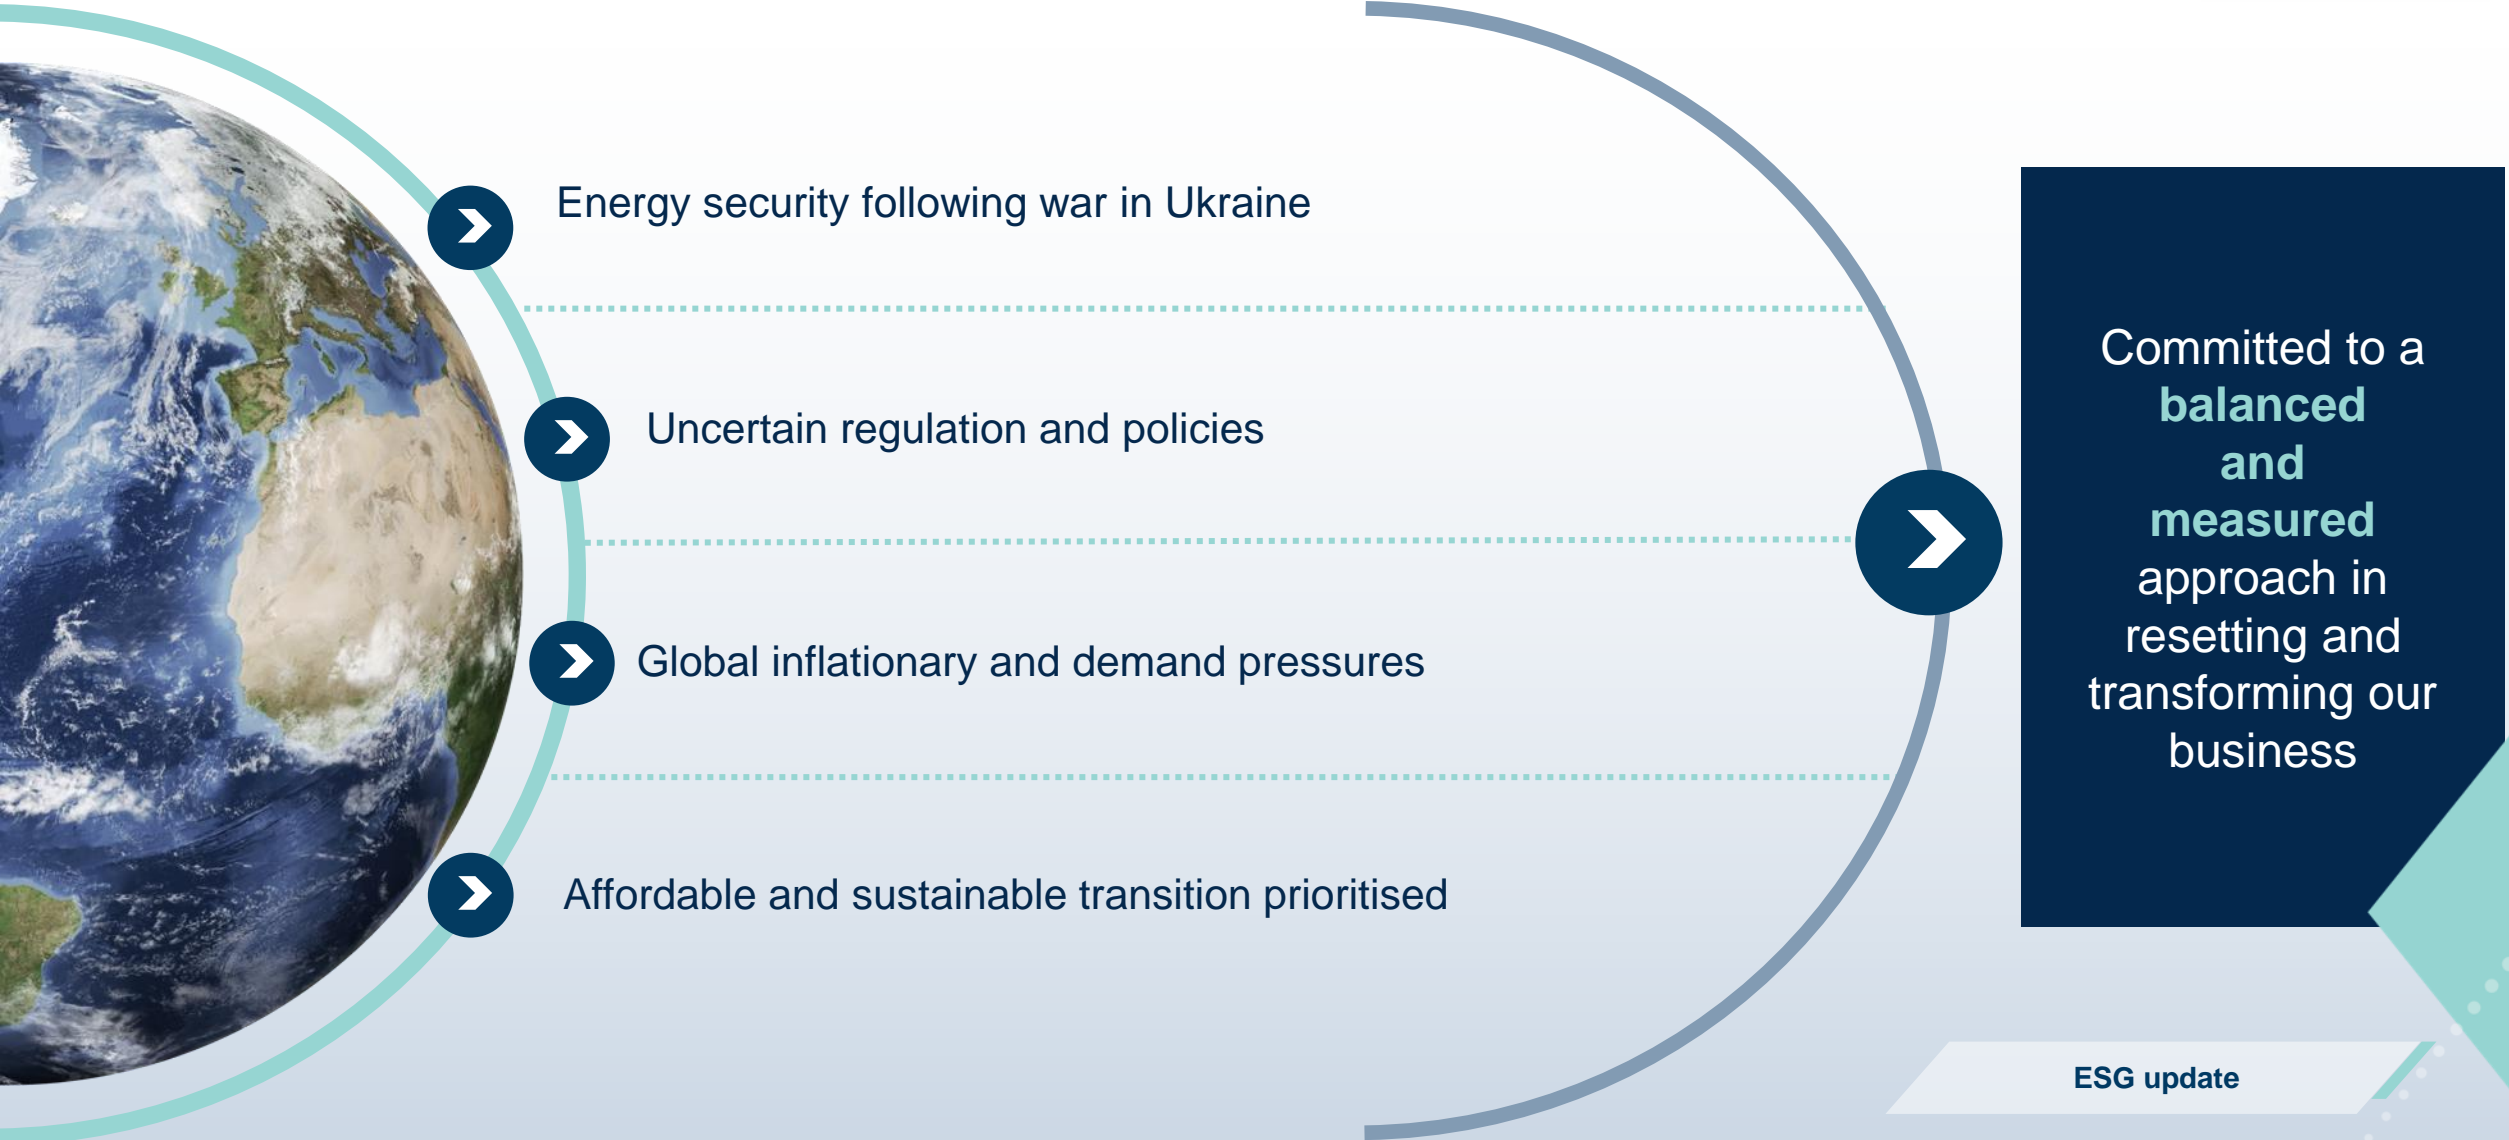 Energy security following war in Ukraine
Uncertain regulation and policies
Global inflationary and demand pressures
Affordable and sustainable transition prioritised
Committed to a
balanced
and
measured
approach in
resetting and
transforming our
business
ESG update